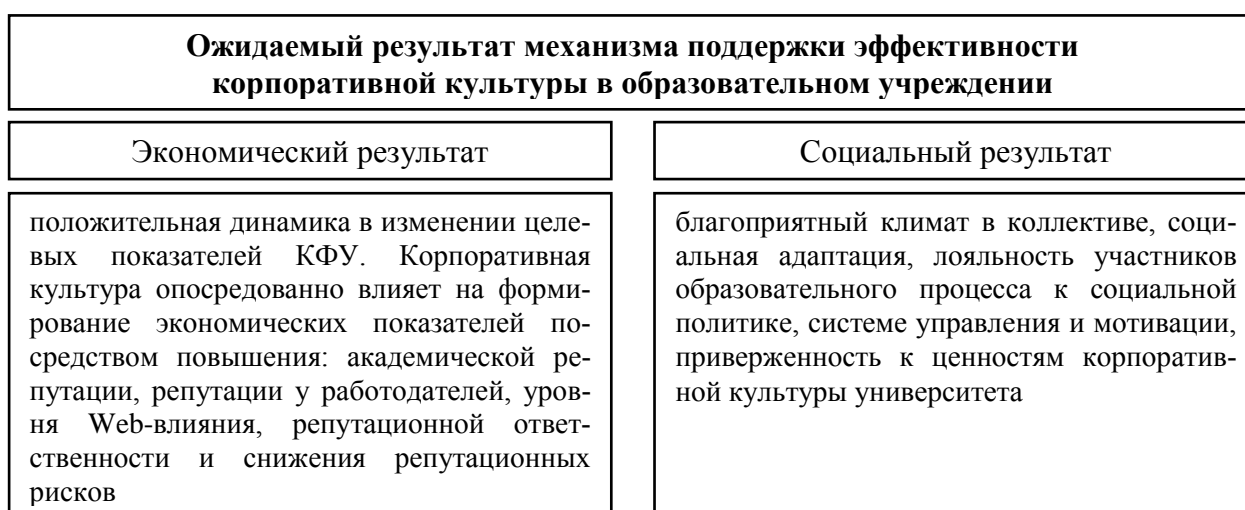 Ожидаемый результат механизма поддержки эффективности
корпоративной культуры в образовательном учреждении
Экономический результат
положительная динамика в изменении целе-
вых показателей КФУ. Корпоративная
культура опосредованно влияет на форми-
рование экономических показателей по-
средством повышения: академической ре-
путации, репутации у работодателей, уров-
ня Web-влияния, репутационной ответ-
ственности и снижения репутационных
рисков
Социальный результат
благоприятный климат в коллективе, соци-
альная адаптация, лояльность участников
образовательного процесса к социальной
политике, системе управления и мотивации,
приверженность к ценностям корпоратив-
ной культуры университета